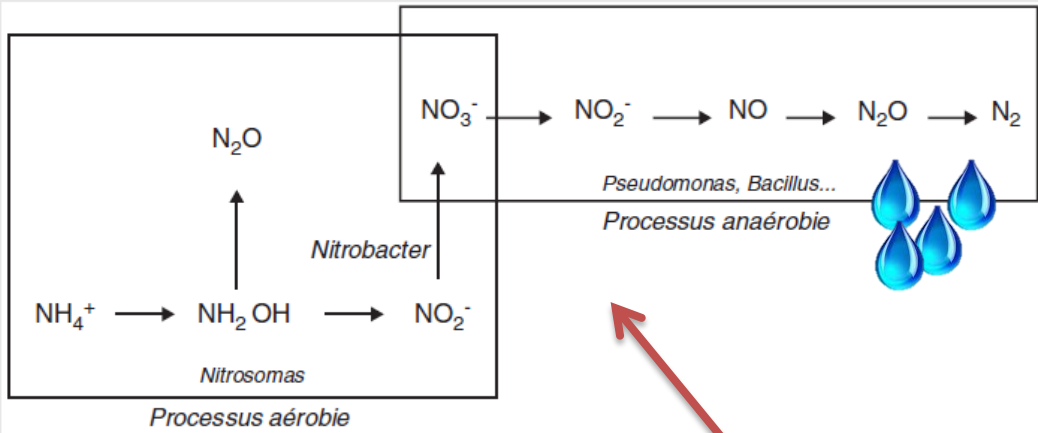 NO₃⁻ NO₂⁻ NO N₂O N₂
N₂O
Pseudomonas, Bacillus...
Processus anaérobie
Nitrobacter
NH₄⁺ NH₂ OH NO₂⁻
Nitrosomas
Processus aérobie